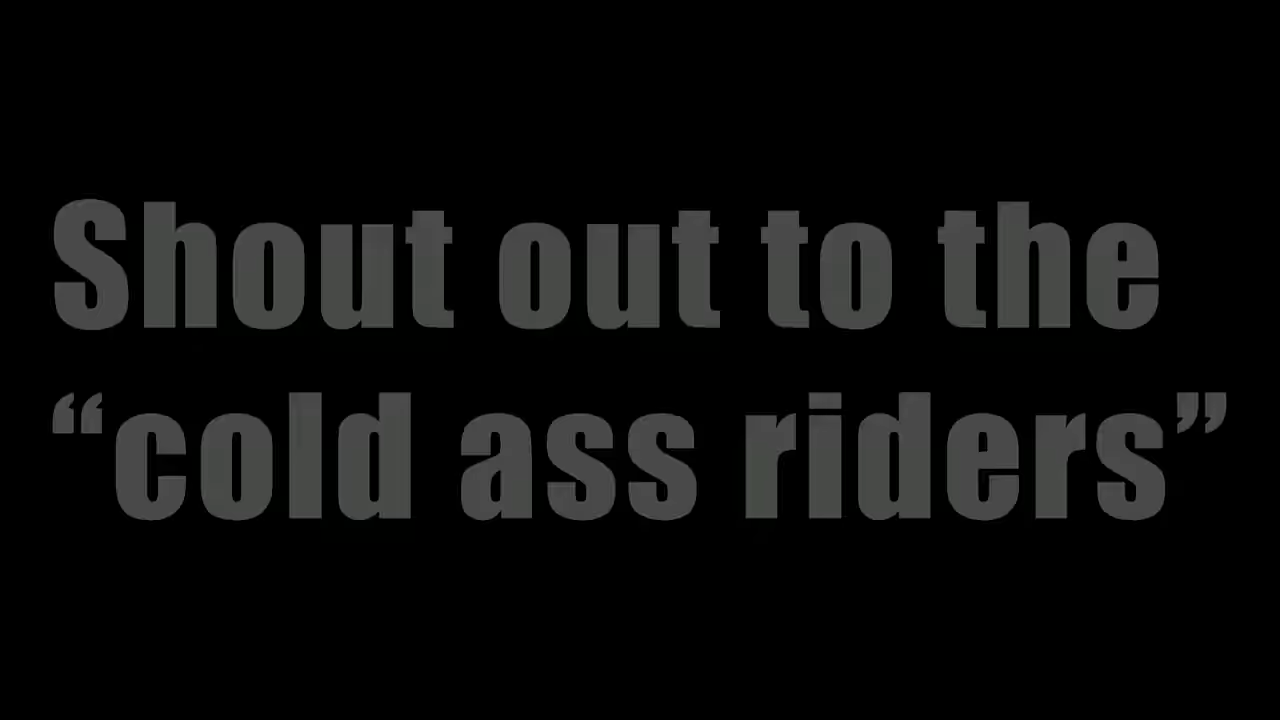 Shout out to the
“cold ass riders”